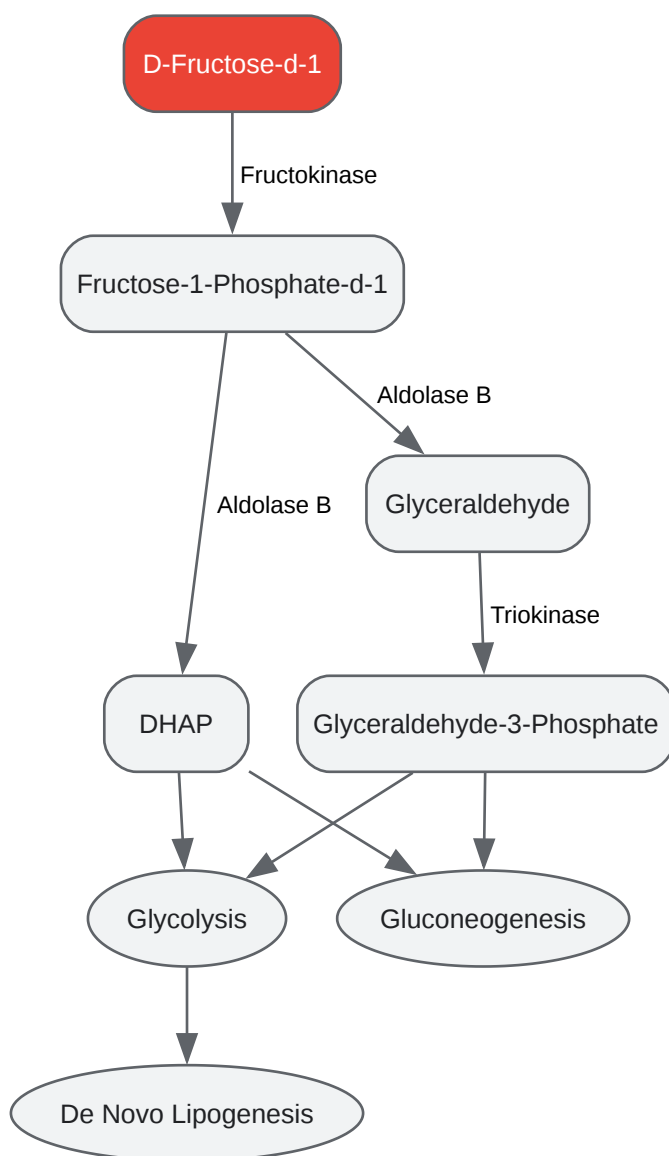 D-Fructose-d-1
Fructokinase
Fructose-1-Phosphate-d-1
Aldolase B
Glyceraldehyde
Aldolase B
Triokinase
DHAP
Glyceraldehyde-3-Phosphate
Glycolysis
Gluconeogenesis
De Novo Lipogenesis